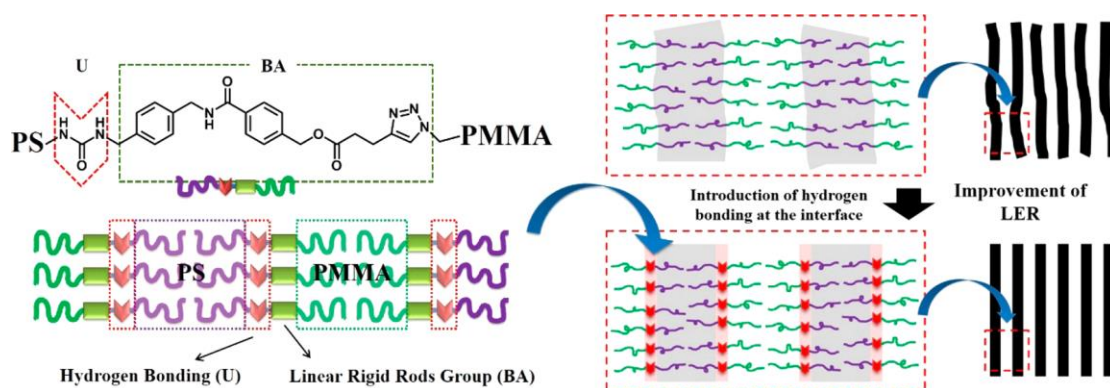 U
BA
PS
H
N
H
N
O
N
H
O
O
O
N
N
N
PMMA
PS
PMMA
Hydrogen Bonding (U)
Linear Rigid Rods Group (BA)
Introduction of hydrogen
bonding at the interface
Improvement of
LER